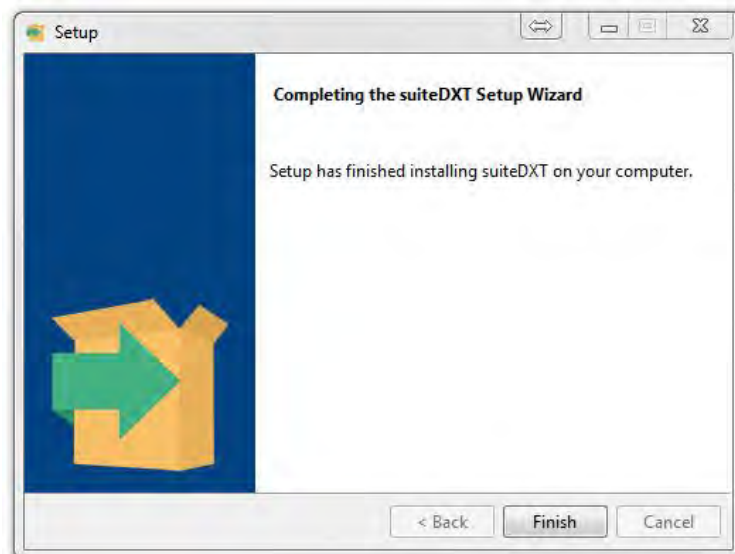 Setup
Completing the suiteDXT Setup Wizard
Setup has finished installing suiteDXT on your computer.
< Back Finish Cancel